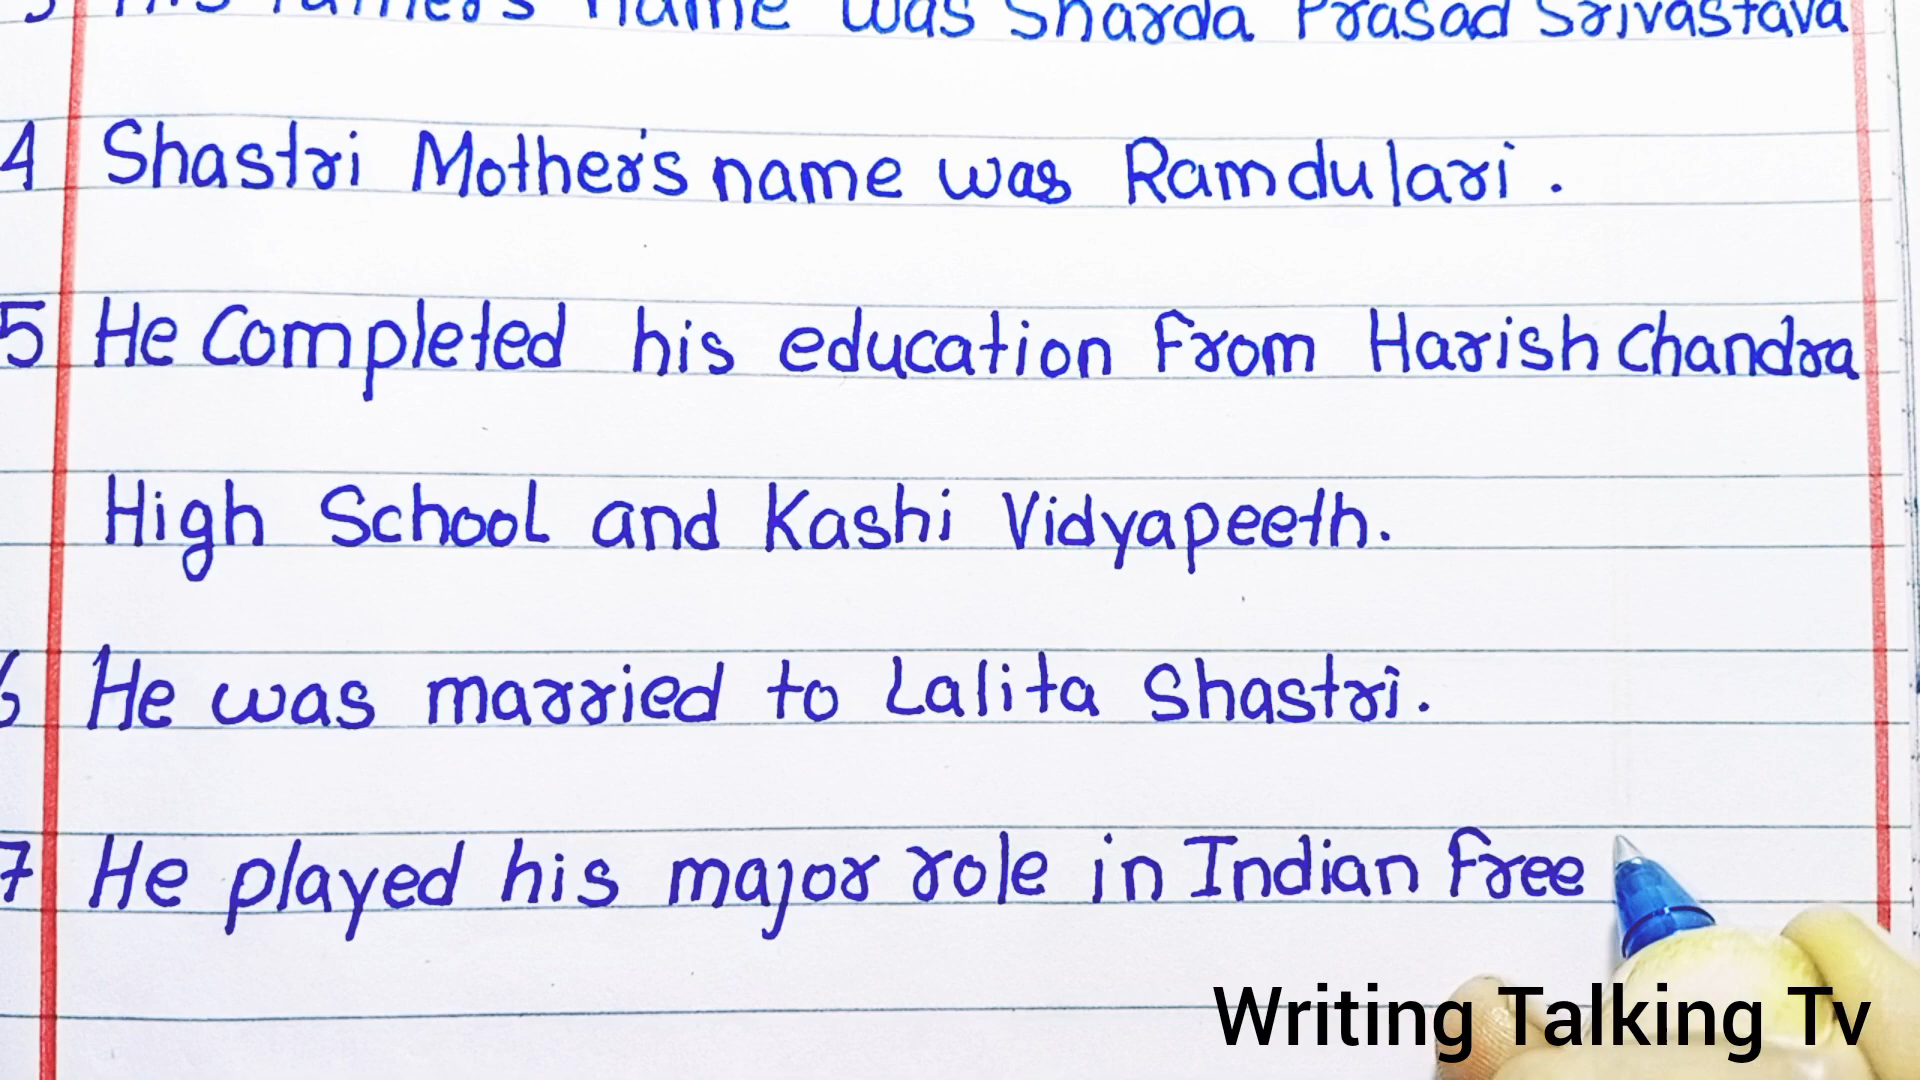 3 His Father's name was Sharda Prasad Srivastava
4 Shastri Mother's name was Ramdulari .
5 He Completed his education From Harish Chandra
High School and Kashi Vidyapeeth.
6 He was married to Lalita Shastri.
7 He played his major role in Indian Free
Writing Talking Tv